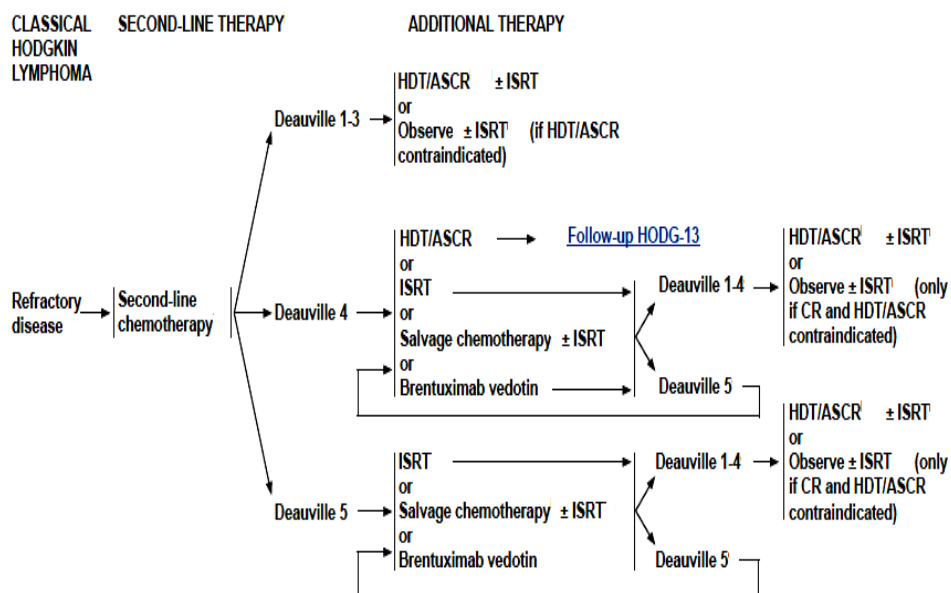 CLASSICAL
HODGKIN
LYMPHOMA
SECOND-LINE THERAPY
ADDITIONAL THERAPY
Refractory
disease
Second-line
chemotherapy
Deauville 1-3
HDT/ASCR ± ISRT
or
Observe ± ISRT (if HDT/ASCR
contraindicated)
Deauville 4
HDT/ASCR
Follow-up HODG-13
or
ISRT
or
Salvage chemotherapy ± ISRT
or
Brentuximab vedotin
Deauville 1-4
HDT/ASCR ± ISRT
or
Observe ± ISRT (only
if CR and HDT/ASCR
contraindicated)
Deauville 5
Deauville 5
ISRT
or
Salvage chemotherapy ± ISRT
or
Brentuximab vedotin
Deauville 1-4
HDT/ASCR ± ISRT
or
Observe ± ISRT (only
if CR and HDT/ASCR
contraindicated)
Deauville 5